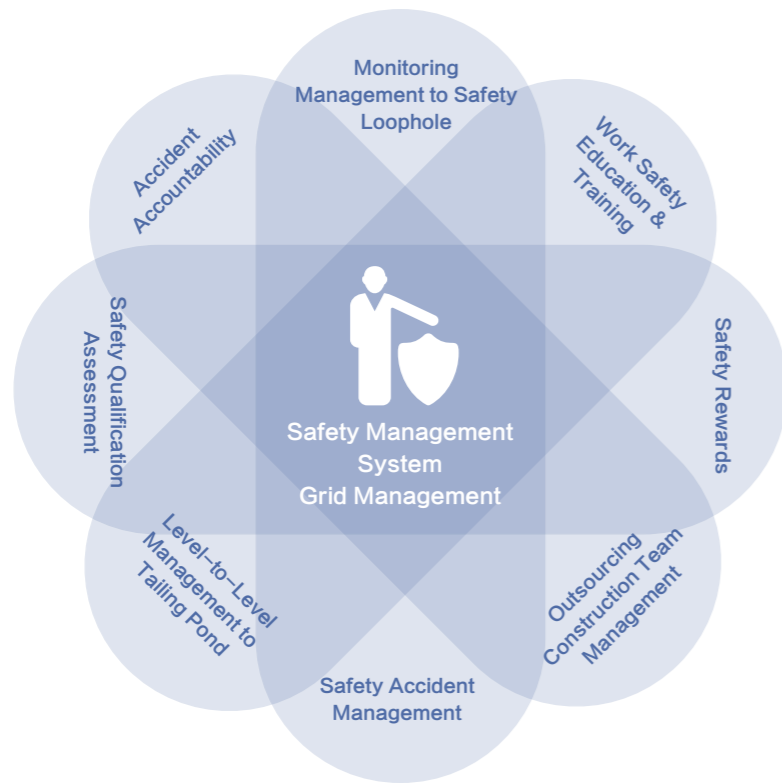 Monitoring
Management to Safety
Loophole
Work Safety
Education &
Training
Safety Rewards
Outsourcing
Construction Team
Management
Safety Accident
Management
Level-to-Level
Management to
Tailing Pond
Safety Qualification
Assessment
Accident
Accountability
Safety Management
System
Grid Management